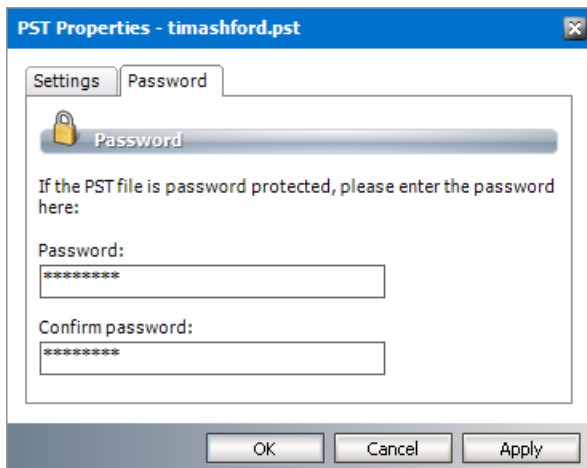 PST Properties - timashford.pst
Settings
Password
Password
If the PST file is password protected, please enter the password
here:
Password:
********
Confirm password:
********
OK
Cancel
Apply